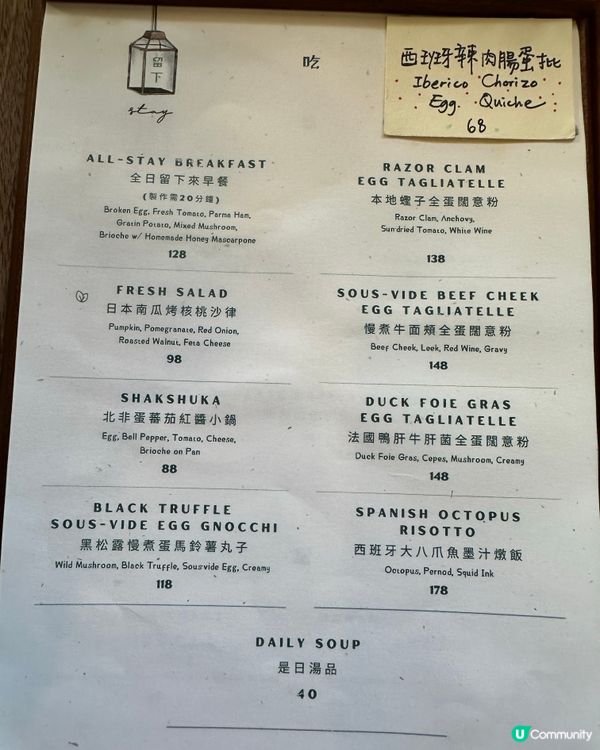 留下
stay
吃
西班牙辣肉腸蛋批
Iberico Chorizo
Egg Quiche
68
ALL-STAY BREAKFAST
全日留下來早餐
(製作需20分鐘)
Broken Egg, Fresh Tomato, Parma Ham,
Gratin Potato, Mixed Mushroom,
Brioche w/ Homemade Honey Mascarpone
128
FRESH SALAD
日本南瓜烤核桃沙律
Pumpkin, Pomegranate, Red Onion,
Roasted Walnut, Feta Cheese
98
SHAKSHUKA
北非蛋蕃茄紅醬小鍋
Egg, Bell Pepper, Tomato, Cheese,
Brioche on Pan
88
BLACK TRUFFLE
SOUS-VIDE EGG GNOCCHI
黑松露慢煮蛋馬鈴薯丸子
Wild Mushroom, Black Truffle, Sousvide Egg, Creamy
118
RAZOR CLAM
EGG TAGLIATELLE
本地蟶子全蛋闊意粉
Razor Clam, Anchovy,
Sundried Tomato, White Wine
138
SOUS-VIDE BEEF CHEEK
EGG TAGLIATELLE
慢煮牛面頰全蛋闊意粉
Beef Cheek, Leek, Red Wine, Gravy
148
DUCK FOIE GRAS
EGG TAGLIATELLE
法國鴨肝牛肝菌全蛋闊意粉
Duck Foie Gras, Cepes, Mushroom, Creamy
148
SPANISH OCTOPUS
RISOTTO
西班牙大八爪魚墨汁燉飯
Octopus, Pernod, Squid Ink
178
DAILY SOUP
是日湯品
40
U Community